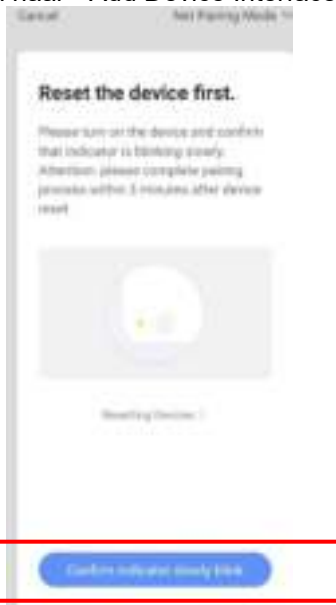 Add Device Interface
Cancel Net Pairing Mode
Reset the device first.
Please turn on the device and confirm
that indicator is blinking slowly.
Attention: please complete pairing
process within 3 minutes after device
reset
Resetting Devices
Confirm indicator slowly blink